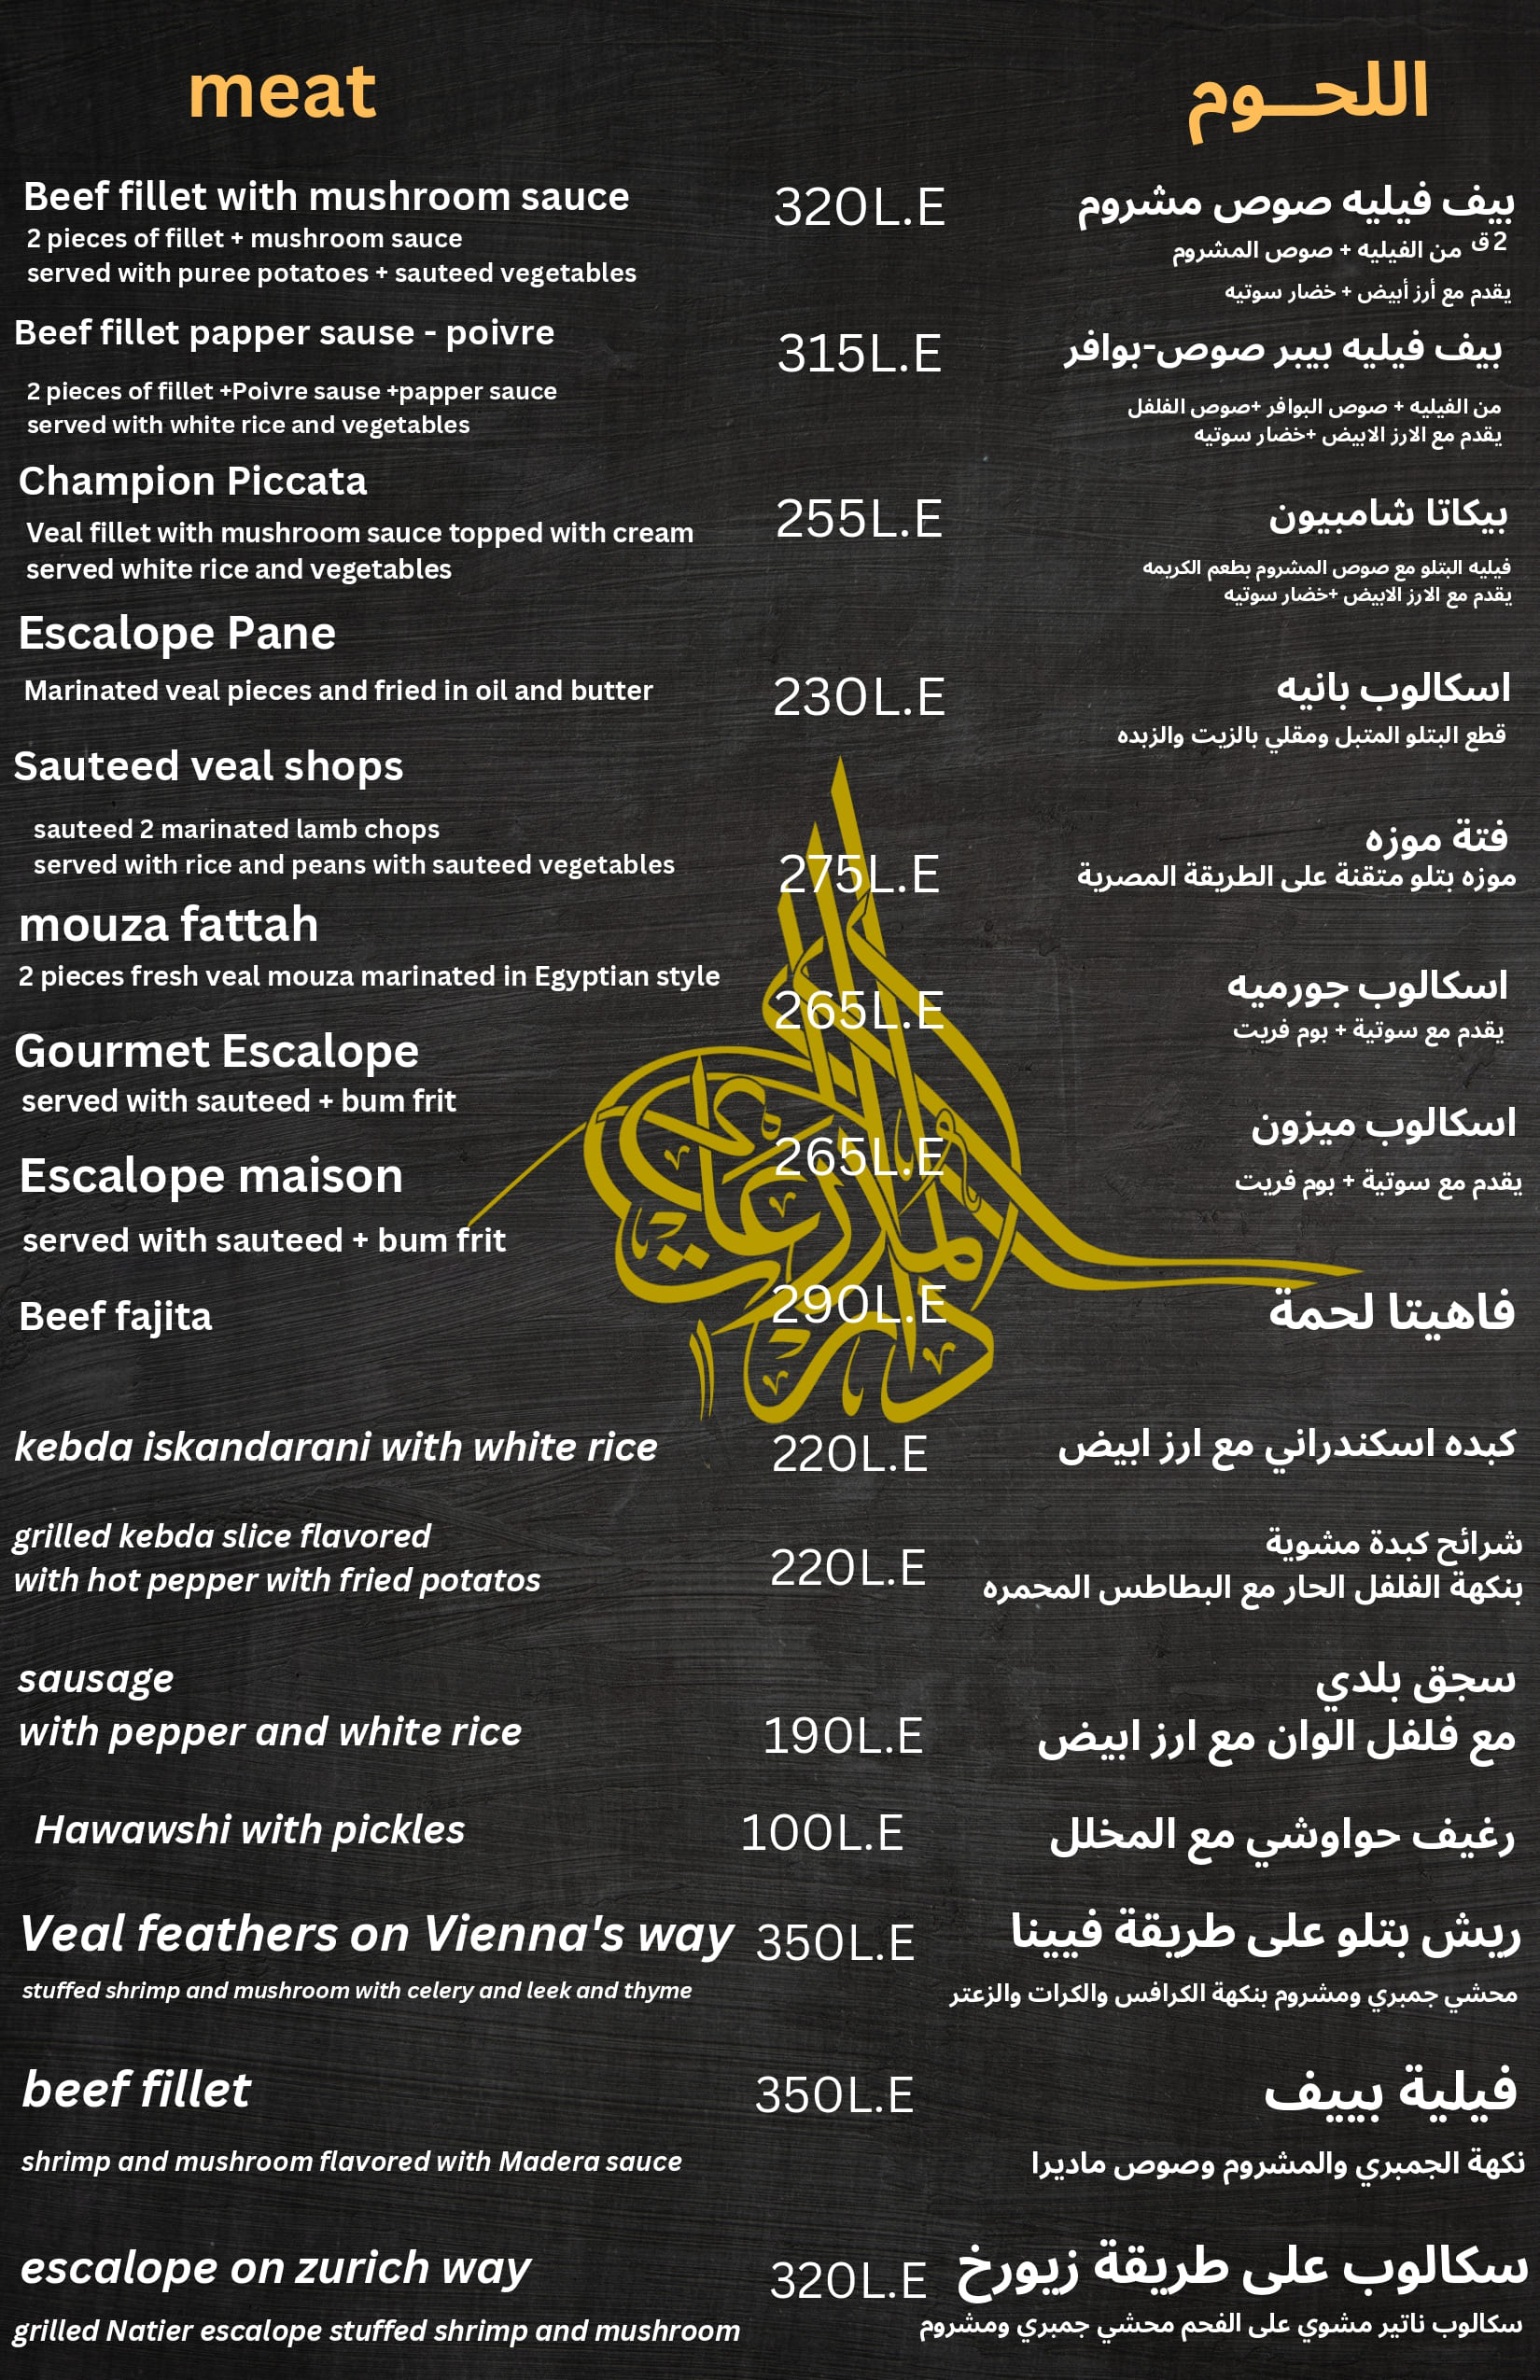 meat
اللحـــوم
Beef fillet with mushroom sauce
320L.E
بيف فيليه صوص مشروم
2 pieces of fillet + mushroom sauce
2ق من الفيليه + صوص المشروم
served with puree potatoes + sauteed vegetables
يقدم مع أرز أبيض + خضار سوتيه
Beef fillet papper sause - poivre
315L.E
بيف فيليه بيبر صوص-بوافر
2 pieces of fillet +Poivre sause +papper sauce
من الفيليه + صوص البوافر +صوص الفلفل
served with white rice and vegetables
يقدم مع الارز الابيض +خضار سوتيه
Champion Piccata
255L.E
بيكاتا شامبيون
Veal fillet with mushroom sauce topped with cream
فيليه البتلو مع صوص المشروم بطعم الكريمه
served white rice and vegetables
يقدم مع الارز الابيض +خضار سوتيه
Escalope Pane
230L.E
اسكالوب بانيه
Marinated veal pieces and fried in oil and butter
قطع البتلو المتبل ومقلي بالزيت والزبده
Sauteed veal shops
sauteed 2 marinated lamb chops
served with rice and peans with sauteed vegetables
275L.E
فتة موزه
موزه بتلو متقنة على الطريقة المصرية
mouza fattah
2 pieces fresh veal mouza marinated in Egyptian style
265L.E
اسكالوب جورميه
يقدم مع سوتية + بوم فريت
Gourmet Escalope
served with sauteed + bum frit
265L.E
اسكالوب ميزون
يقدم مع سوتية + بوم فريت
Escalope maison
served with sauteed + bum frit
Beef fajita
290L.E
فاهيتا لحمة
kebda iskandarani with white rice
220L.E
كبده اسكندراني مع ارز ابيض
grilled kebda slice flavored
with hot pepper with fried potatos
220L.E
شرائح كبدة مشوية
بنكهة الفلفل الحار مع البطاطس المحمره
sausage
with pepper and white rice
190L.E
سجق بلدي
مع فلفل الوان مع ارز ابيض
Hawawshi with pickles
100L.E
رغيف حواوشي مع المخلل
Veal feathers on Vienna's way
350L.E
ريش بتلو على طريقة فيينا
stuffed shrimp and mushroom with celery and leek and thyme
محشي جمبري ومشروم بنكهة الكرافس والكرات والزعتر
beef fillet
350L.E
فيلية بييف
shrimp and mushroom flavored with Madera sauce
نكهة الجمبري والمشروم وصوص ماديرا
escalope on zurich way
320L.E
سكالوب على طريقة زيورخ
grilled Natier escalope stuffed shrimp and mushroom
سكالوب ناتير مشوي على الفحم محشي جمبري ومشروم